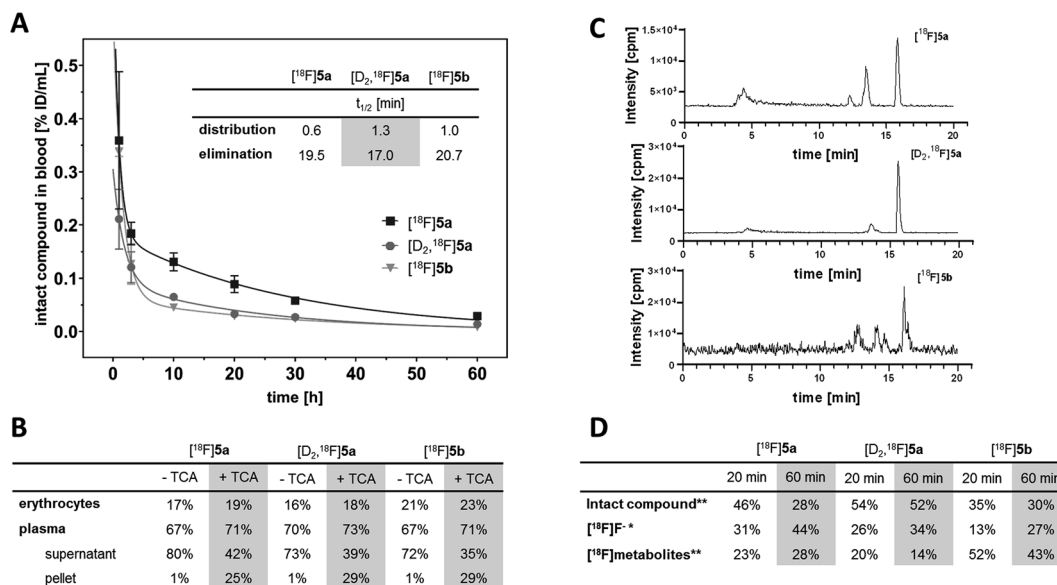 A
0.5
0.4
0.3
0.2
0.1
0.0
intact compound in blood [% ID/mL]
[¹⁸F]5a [D₂,¹⁸F]5a [¹⁸F]5b
t₁/₂ [min]
distribution 0.6 1.3 1.0
elimination 19.5 17.0 20.7
[¹⁸F]5a
[D₂,¹⁸F]5a
[¹⁸F]5b
0 10 20 30 40 50 60
time [h]
C
[¹⁸F]5a
Intensity [cpm]
1.5×10⁴
1×10⁴
5×10³
0
0 5 10 15 20
time [min]
[D₂,¹⁸F]5a
Intensity [cpm]
3×10⁴
2×10⁴
1×10⁴
0
0 5 10 15 20
time [min]
[¹⁸F]5b
Intensity [cpm]
3×10⁴
2×10⁴
1×10⁴
0
0 5 10 15 20
time [min]
B
[¹⁸F]5a [D₂,¹⁸F]5a [¹⁸F]5b
- TCA + TCA - TCA + TCA - TCA + TCA
erythrocytes 17% 19% 16% 18% 21% 23%
plasma 67% 71% 70% 73% 67% 71%
supernatant 80% 42% 73% 39% 72% 35%
pellet 1% 25% 1% 29% 1% 29%
D
[¹⁸F]5a [D₂,¹⁸F]5a [¹⁸F]5b
20 min 60 min 20 min 60 min 20 min 60 min
Intact compound** 46% 28% 54% 52% 35% 30%
[¹⁸F]F⁻ * 31% 44% 26% 34% 13% 27%
[¹⁸F]metabolites** 23% 28% 20% 14% 52% 43%